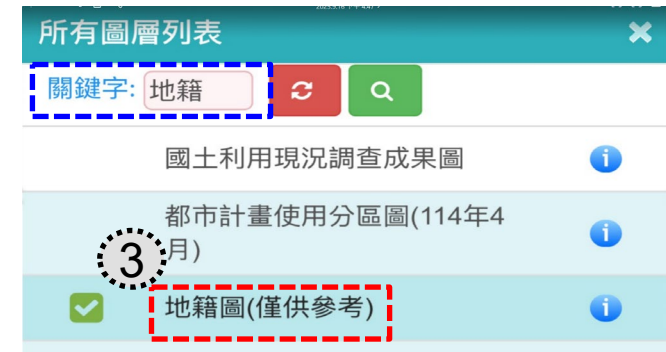 所有圖層列表
關鍵字: 地籍
國土利用現況調查成果圖
都市計畫使用分區圖(114年4
月)
3
地籍圖(僅供參考)